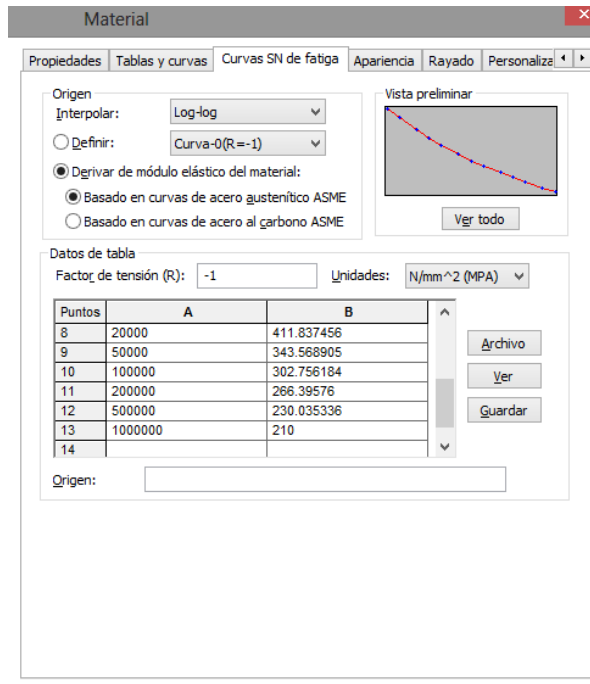 Material
Propiedades Tablas y curvas Curvas SN de fatiga Apariencia Rayado Personaliza
Origen
Interpolar: Log-log
Definir: Curva-0(R=-1)
Derivar de módulo elástico del material:
Basado en curvas de acero austenítico ASME
Basado en curvas de acero al carbono ASME
Vista preliminar
Ver todo
Datos de tabla
Factor de tensión (R): -1 Unidades: N/mm^2 (MPA)
Puntos A B
8 20000 411.837456
9 50000 343.568905
10 100000 302.756184
11 200000 266.39576
12 500000 230.035336
13 1000000 210
14
Archivo
Ver
Guardar
Origen: